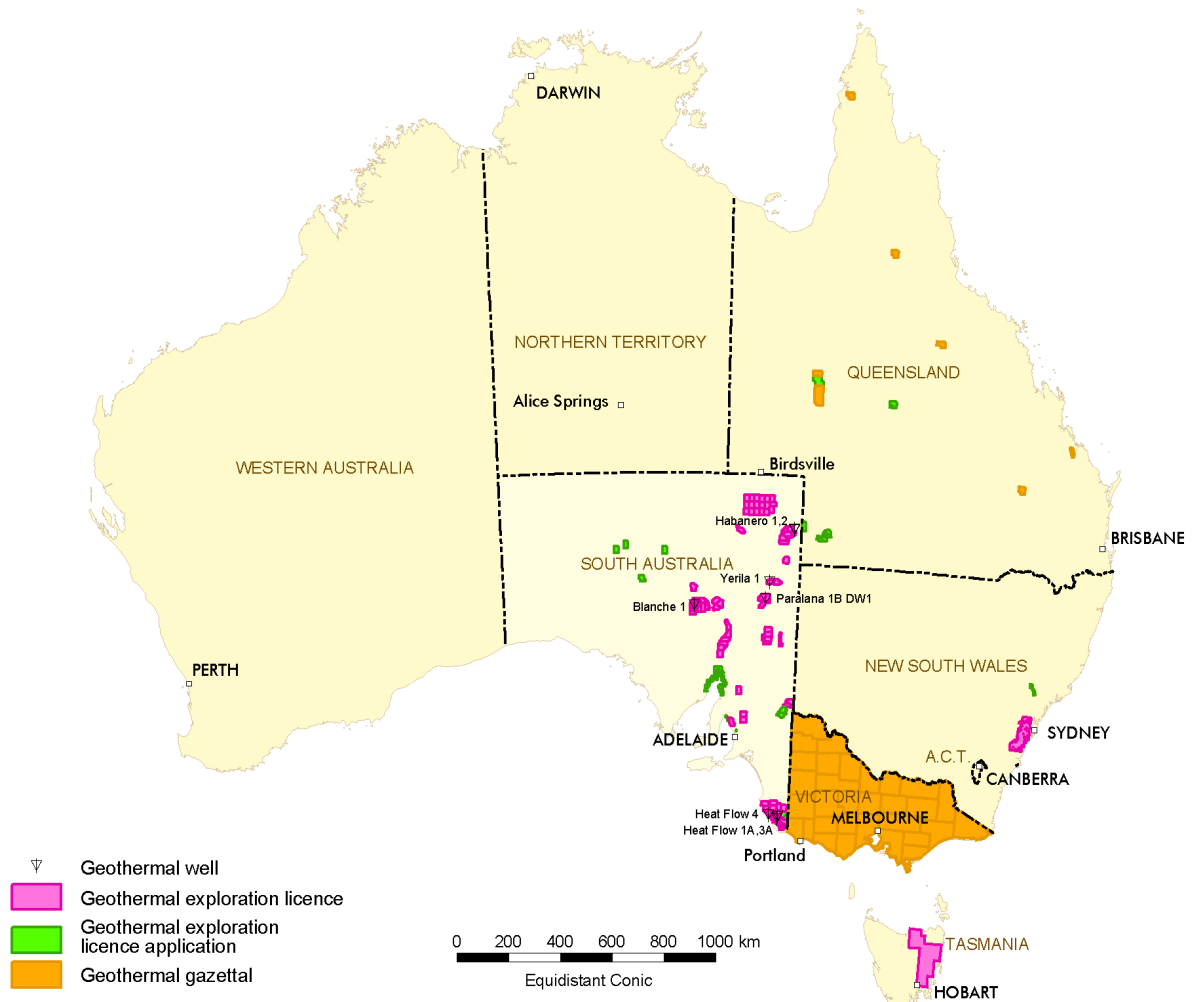 DARWIN
NORTHERN TERRITORY
QUEENSLAND
Alice Springs
WESTERN AUSTRALIA
Birdsville
Habanero 1,2
BRISBANE
SOUTH AUSTRALIA
Yerila 1
Paralana 1B DW1
Blanche 1
PERTH
NEW SOUTH WALES
ADELAIDE
SYDNEY
A.C.T.
CANBERRA
VICTORIA
Heat Flow 4
MELBOURNE
Heat Flow 1A,3A
Portland
Geothermal well
Geothermal exploration licence
Geothermal exploration
licence application
Geothermal gazettal
0 200 400 600 800 1000 km
Equidistant Conic
TASMANIA
HOBART